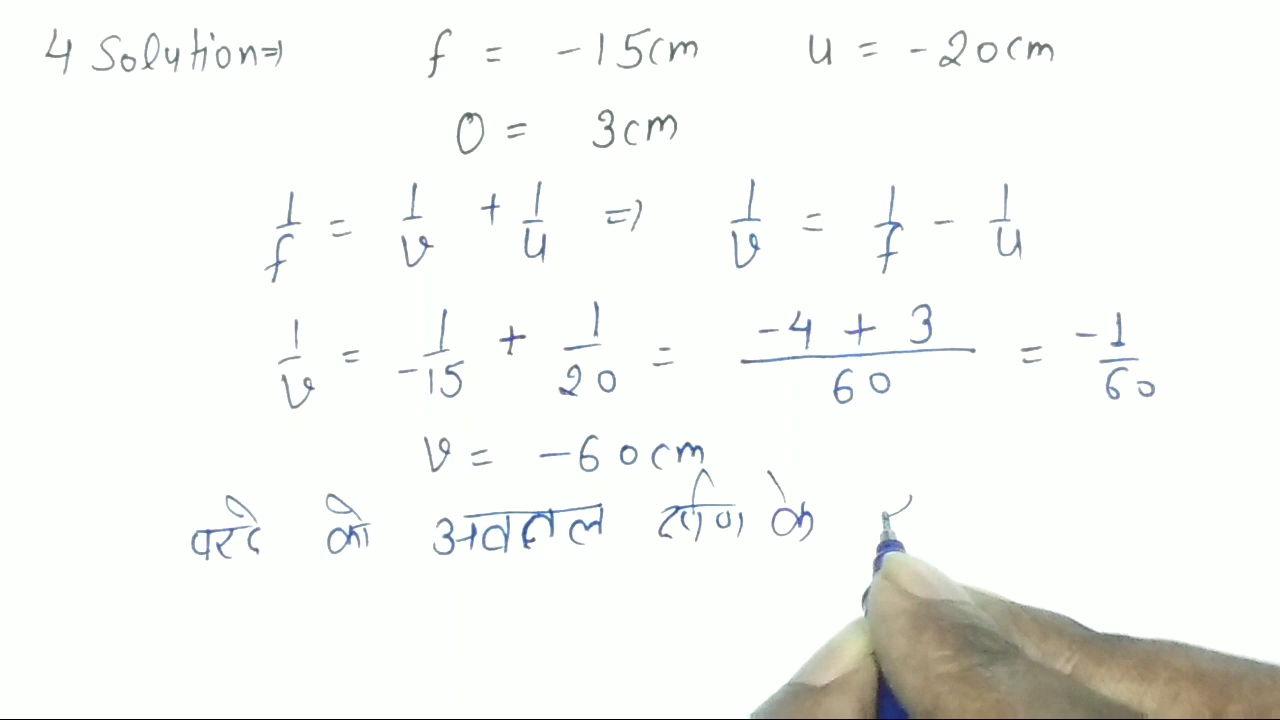 4 Solution⇒ f = -15cm u = -20cm
O = 3cm
1/f = 1/v + 1/u ⇒ 1/v = 1/f - 1/u
1/v = 1/-15 + 1/20 = -4 + 3/60 = -1/60
v = -60cm
परदे को अवतल दर्पण के